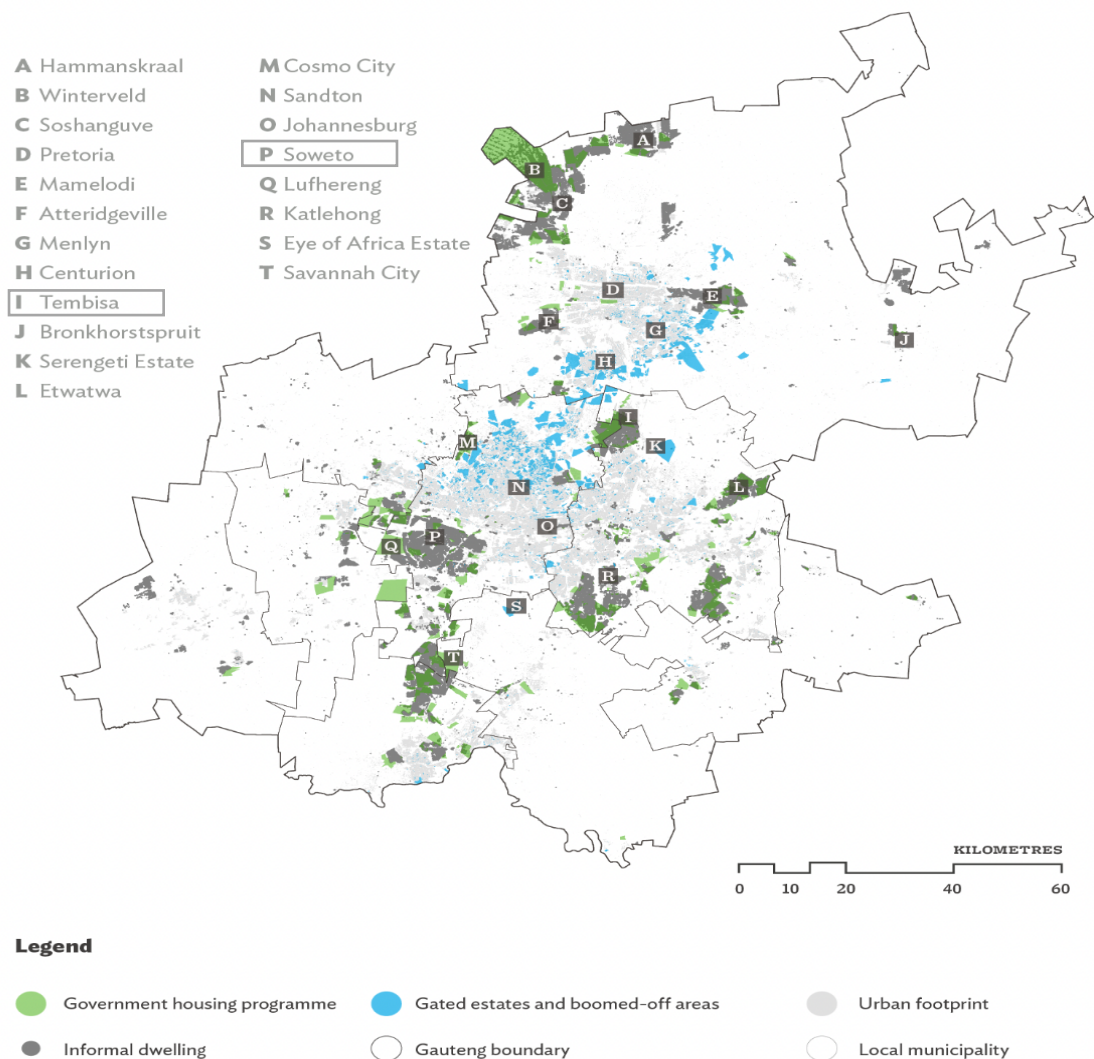 A Hammanskraal
B Winterveld
C Soshanguve
D Pretoria
E Mamelodi
F Atteridgeville
G Menlyn
H Centurion
I Tembisa
J Bronkhorstspruit
K Serengeti Estate
L Etwatwa
M Cosmo City
N Sandton
O Johannesburg
P Soweto
Q Lufhereng
R Katlehong
S Eye of Africa Estate
T Savannah City
A
B
C
D
E
F
G
J
H
I
M
K
N
L
O
P
Q
R
S
T
KILOMETRES
0 10 20 40 60
Legend
Government housing programme
Gated estates and boomed-off areas
Urban footprint
Informal dwelling
Gauteng boundary
Local municipality